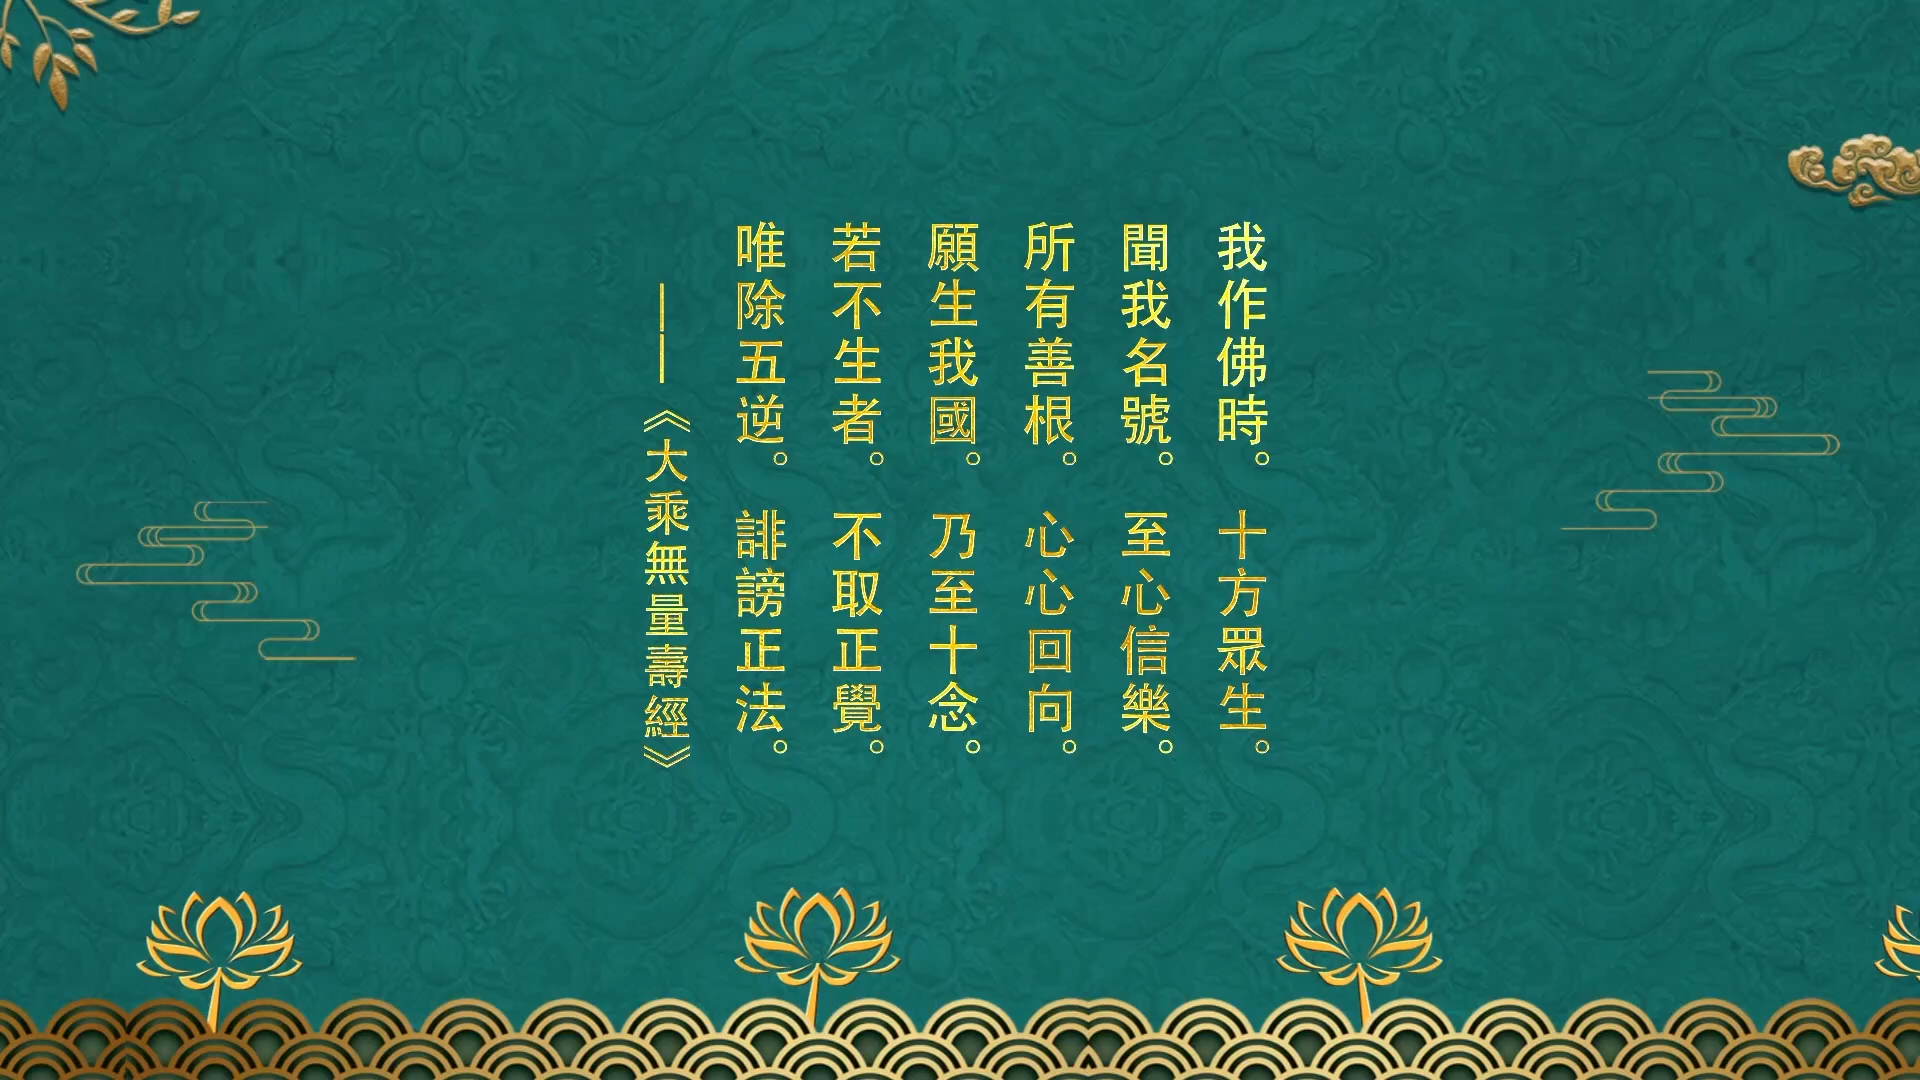 我作佛時。十方眾生。
聞我名號。至心信樂。
所有善根。心心回向。
願生我國。乃至十念。
若不生者。不取正覺。
唯除五逆。誹謗正法。
——《大乘無量壽經》